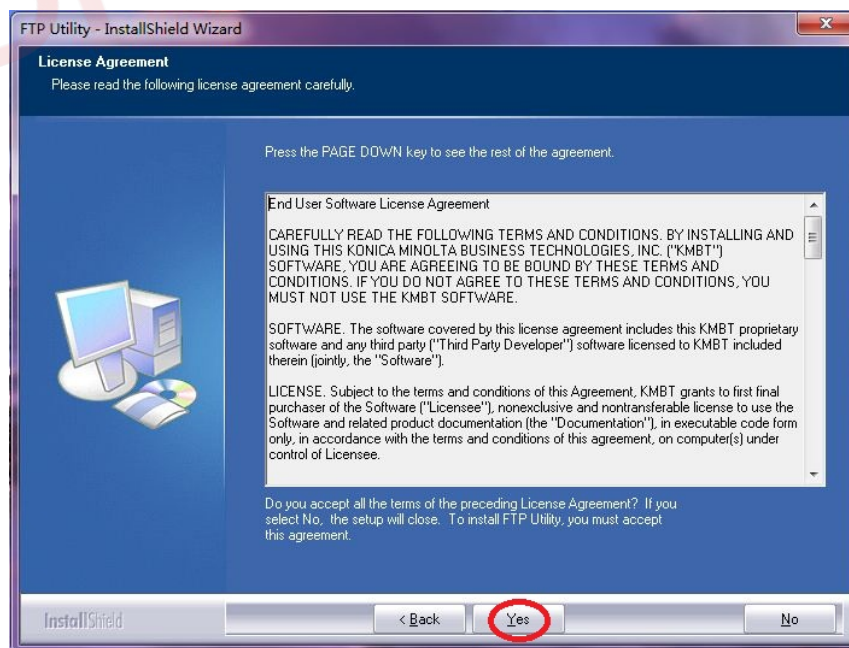 FTP Utility - InstallShield Wizard
License Agreement
Please read the following license agreement carefully.
Press the PAGE DOWN key to see the rest of the agreement.
End User Software License Agreement
CAREFULLY READ THE FOLLOWING TERMS AND CONDITIONS. BY INSTALLING AND
USING THIS KONICA MINOLTA BUSINESS TECHNOLOGIES, INC. ("KMBT")
SOFTWARE, YOU ARE AGREEING TO BE BOUND BY THESE TERMS AND
CONDITIONS. IF YOU DO NOT AGREE TO THESE TERMS AND CONDITIONS, YOU
MUST NOT USE THE KMBT SOFTWARE.
SOFTWARE. The software covered by this license agreement includes this KMBT proprietary
software and any third party ("Third Party Developer") software licensed to KMBT included
therein (jointly, the "Software").
LICENSE. Subject to the terms and conditions of this Agreement, KMBT grants to first final
purchaser of the Software ("Licensee"), nonexclusive and nontransferable license to use the
Software and related product documentation (the "Documentation"), in executable code form
only, in accordance with the terms and conditions of this agreement, on computer(s) under
control of Licensee.
Do you accept all the terms of the preceding License Agreement? If you
select No, the setup will close. To install FTP Utility, you must accept
this agreement.
InstallShield
< Back
Yes
No